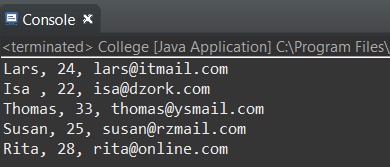 Console
<terminated> College [Java Application] C:\Program Files\
Lars, 24, lars@itmail.com
Isa , 22, isa@dzork.com
Thomas, 33, thomas@ysmail.com
Susan, 25, susan@rzmail.com
Rita, 28, rita@online.com